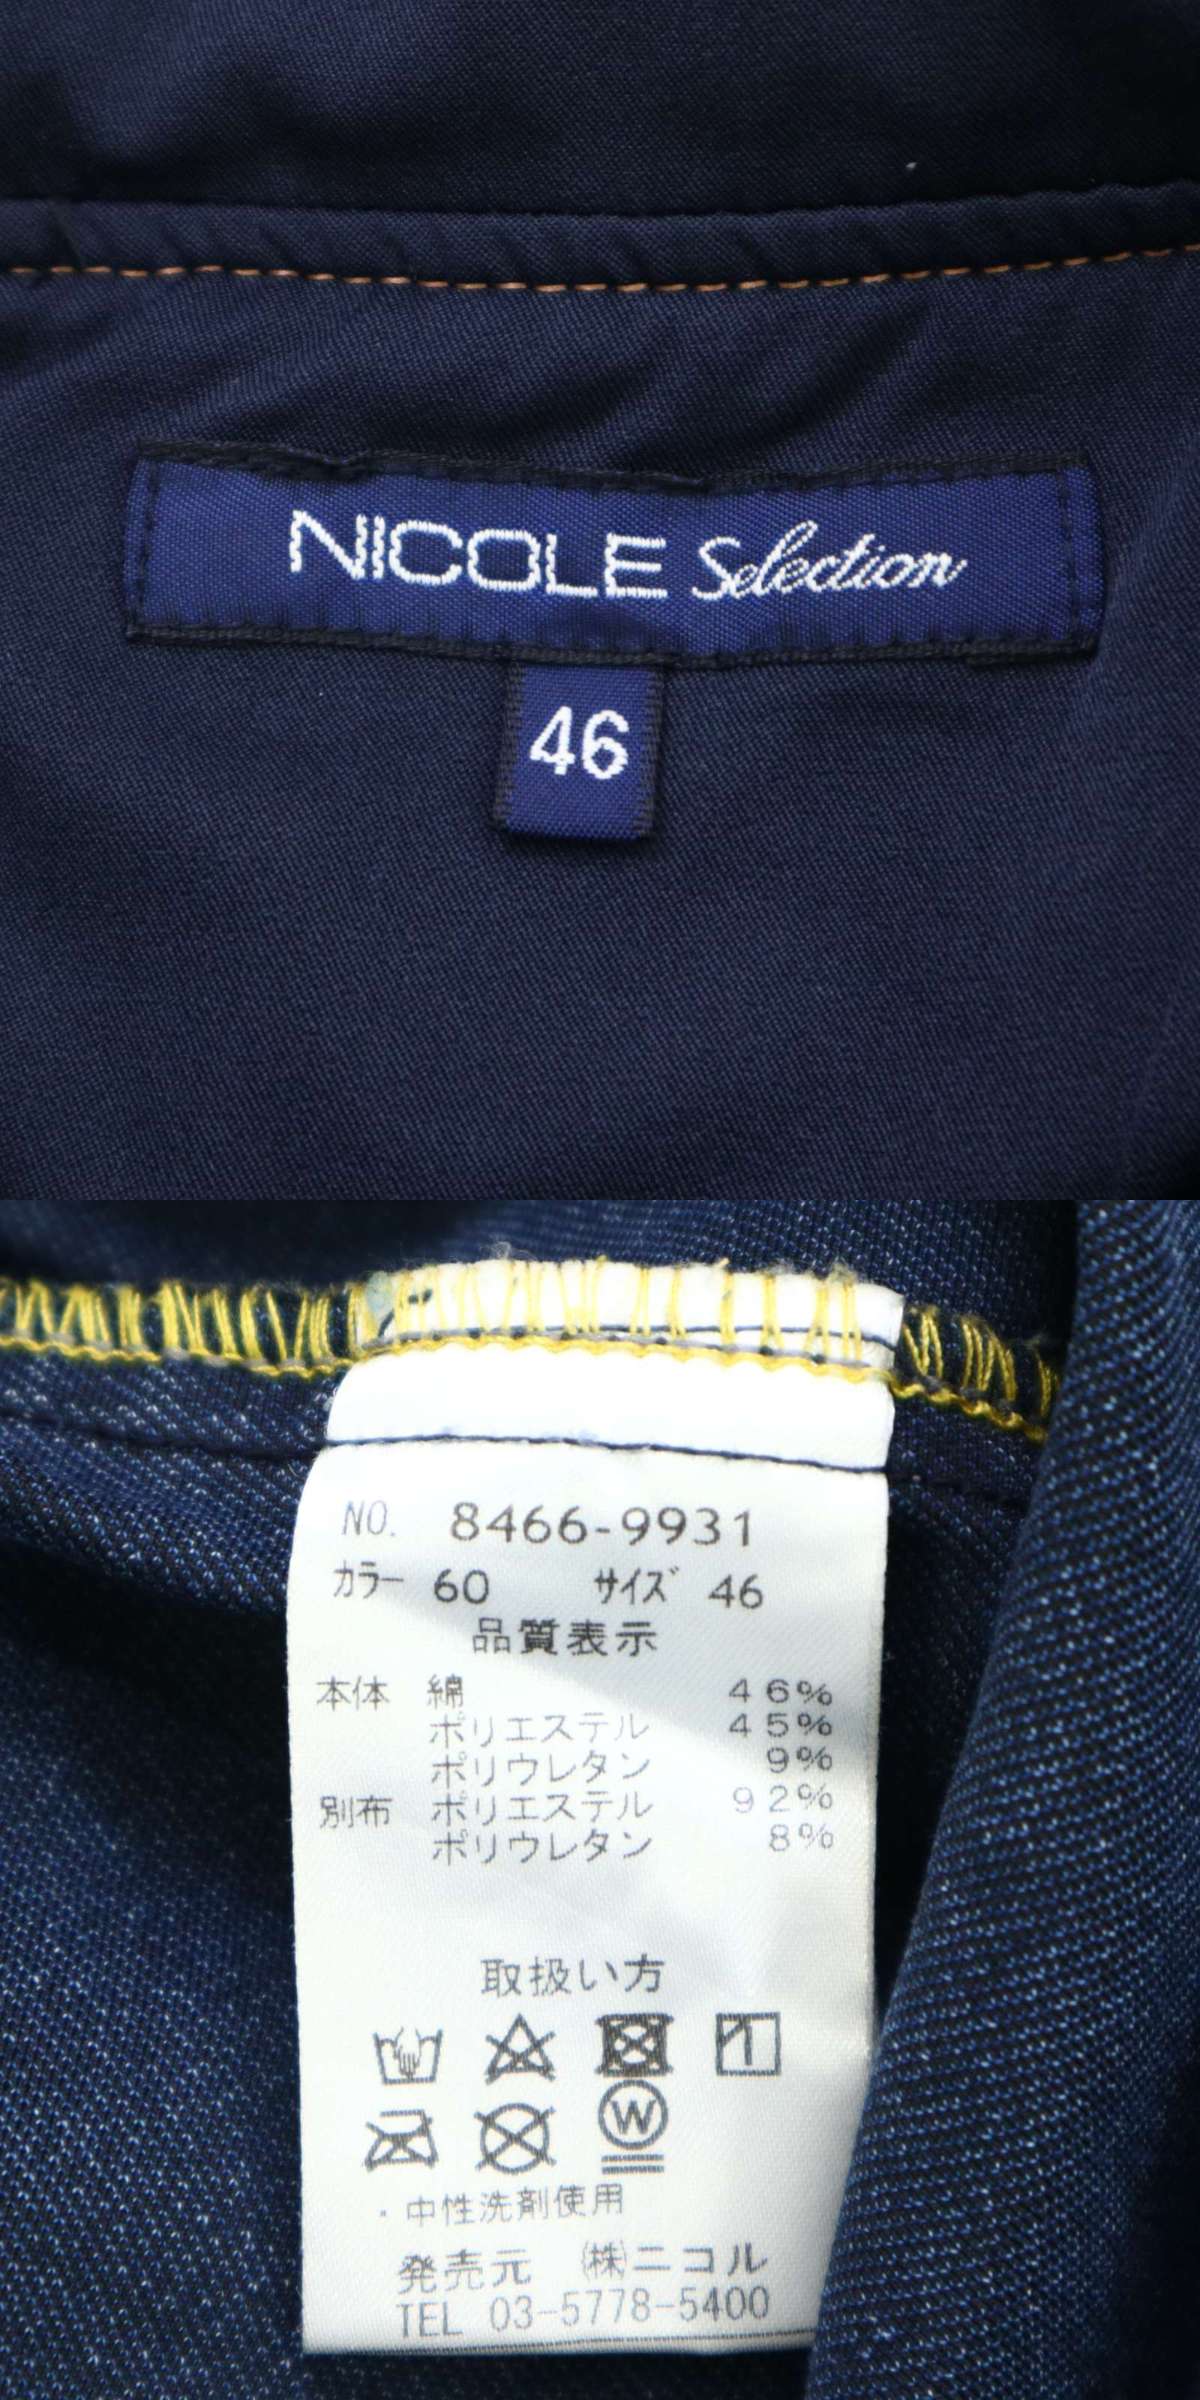 NICOLE Selection
46
NO. 8466-9931
カラー 60 サイズ 46
品質表示
本体 綿 46%
ポリエステル 45%
ポリウレタン 9%
別布 ポリエステル 92%
ポリウレタン 8%
取扱い方
W
・中性洗剤使用
発売元 ㈱ニコル
TEL 03-5778-5400